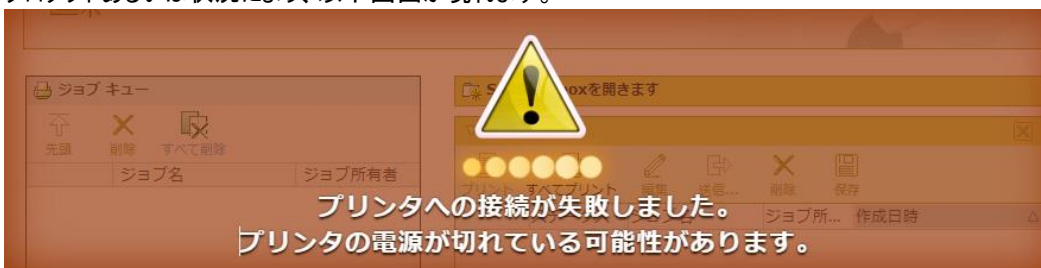 ジョブ キュー
oxを開きます
先頭 削除 すべて削除
プリント すべてプリント 編集 送信... 削除 保存
ジョブ名 ジョブ所有者
ジョブ所... 作成日時
プリンタへの接続が失敗しました。
プリンタの電源が切れている可能性があります。